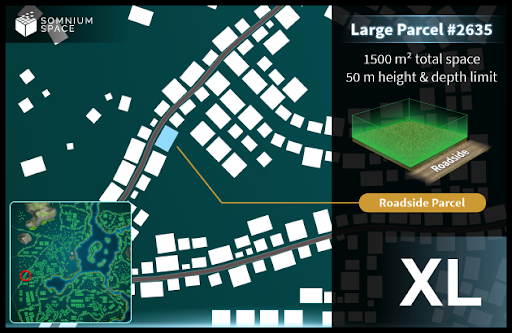 SOMNIUM
SPACE
Large Parcel #2635
1500 m² total space
50 m height & depth limit
Roadside
Roadside Parcel
XL